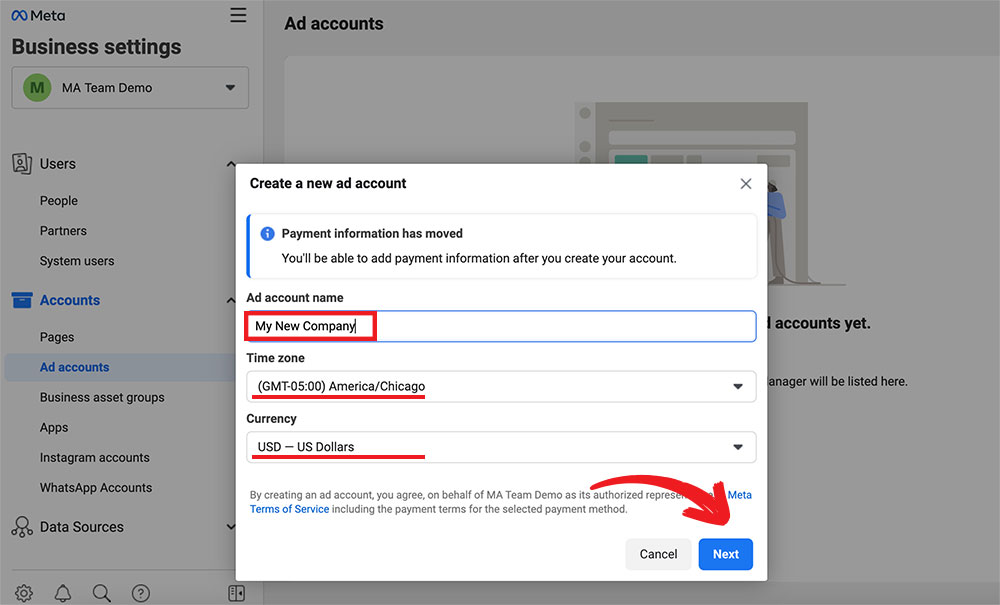 Meta
Business settings
M
MA Team Demo
Users
People
Partners
System users
Accounts
Pages
Ad accounts
Business asset groups
Apps
Instagram accounts
WhatsApp Accounts
Data Sources
Ad accounts
Create a new ad account
Payment information has moved
You'll be able to add payment information after you create your account.
Ad account name
My New Company
Time zone
(GMT-05:00) America/Chicago
Currency
USD — US Dollars
By creating an ad account, you agree, on behalf of MA Team Demo as its authorized Meta
Terms of Service including the payment terms for the selected payment method.
Cancel
Next
accounts yet.
will be listed here.